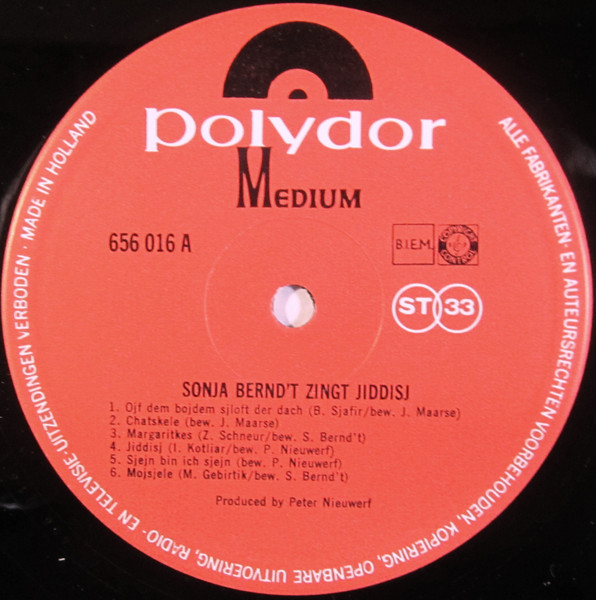 polydor
MEDIUM
656 016 A
B.I.E.M.
COPYRIGHT CONTROL
ST 33
SONJA BERND'T ZINGT JIDDISJ
1. Ojf dem bojdem sjloft der dach (B. Sjafir/bew. J. Maarse)
2. Chatskele (bew. J. Maarse)
3. Margaritkes (Z. Schneur/bew. S. Bernd't)
4. Jiddisj (I. Kotliar/bew. P. Nieuwerf)
5. Sjejn bin ich sjejn (bew. P. Nieuwerf)
6. Mojsjele (M. Gebirtik/bew. S. Bernd't)
Produced by Peter Nieuwerf
ALLE FABRIKANTEN- EN AUTEURSRECHTEN VOORBEHOUDEN, KOPIERING, OPENBARE UITVOERING, RADIO- EN TELEVISIE-UITZENDINGEN VERBODEN · MADE IN HOLLAND